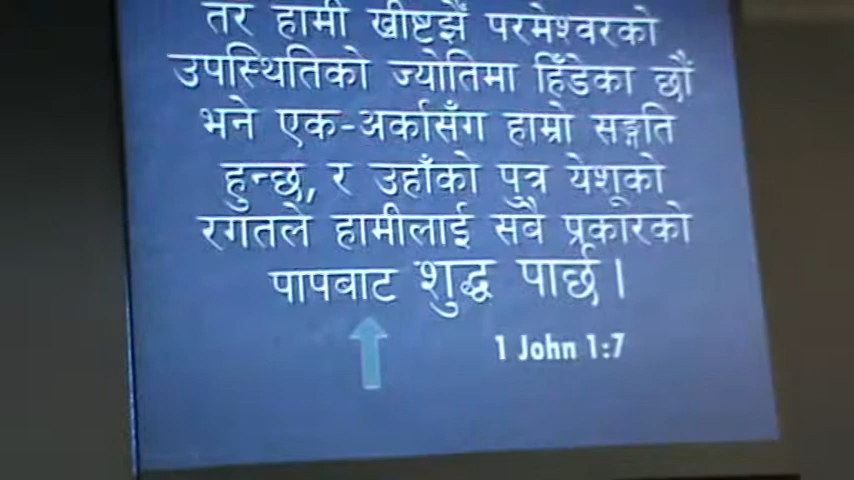 तर हामी ख्रीष्टझैँ परमेश्वरको
उपस्थितिको ज्योतिमा हिँडेका छौँ
भने एक-अर्कासँग हाम्रो सङ्गति
हुन्छ, र उहाँको पुत्र येशूको
रगतले हामीलाई सबै प्रकारको
पापबाट शुद्ध पार्छ।
1 John 1:7